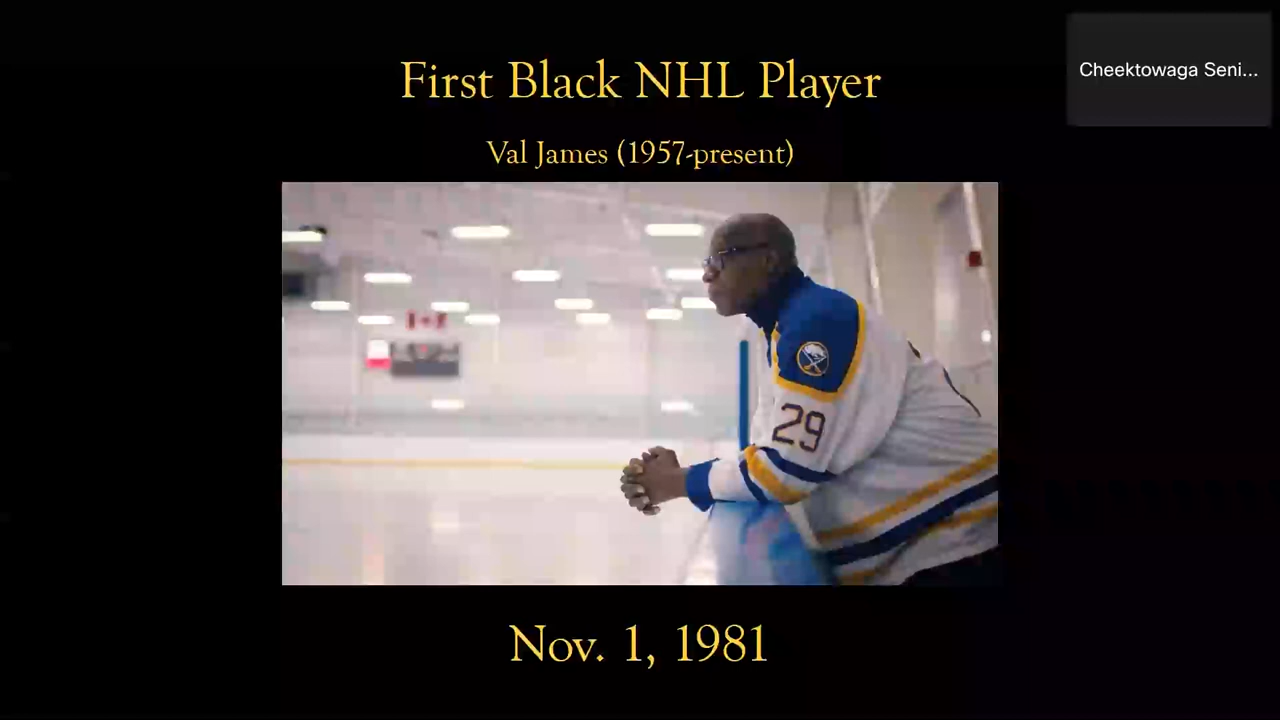 First Black NHL Player
Cheektowaga Seni...
Val James (1957-present)
29
Nov. 1, 1981